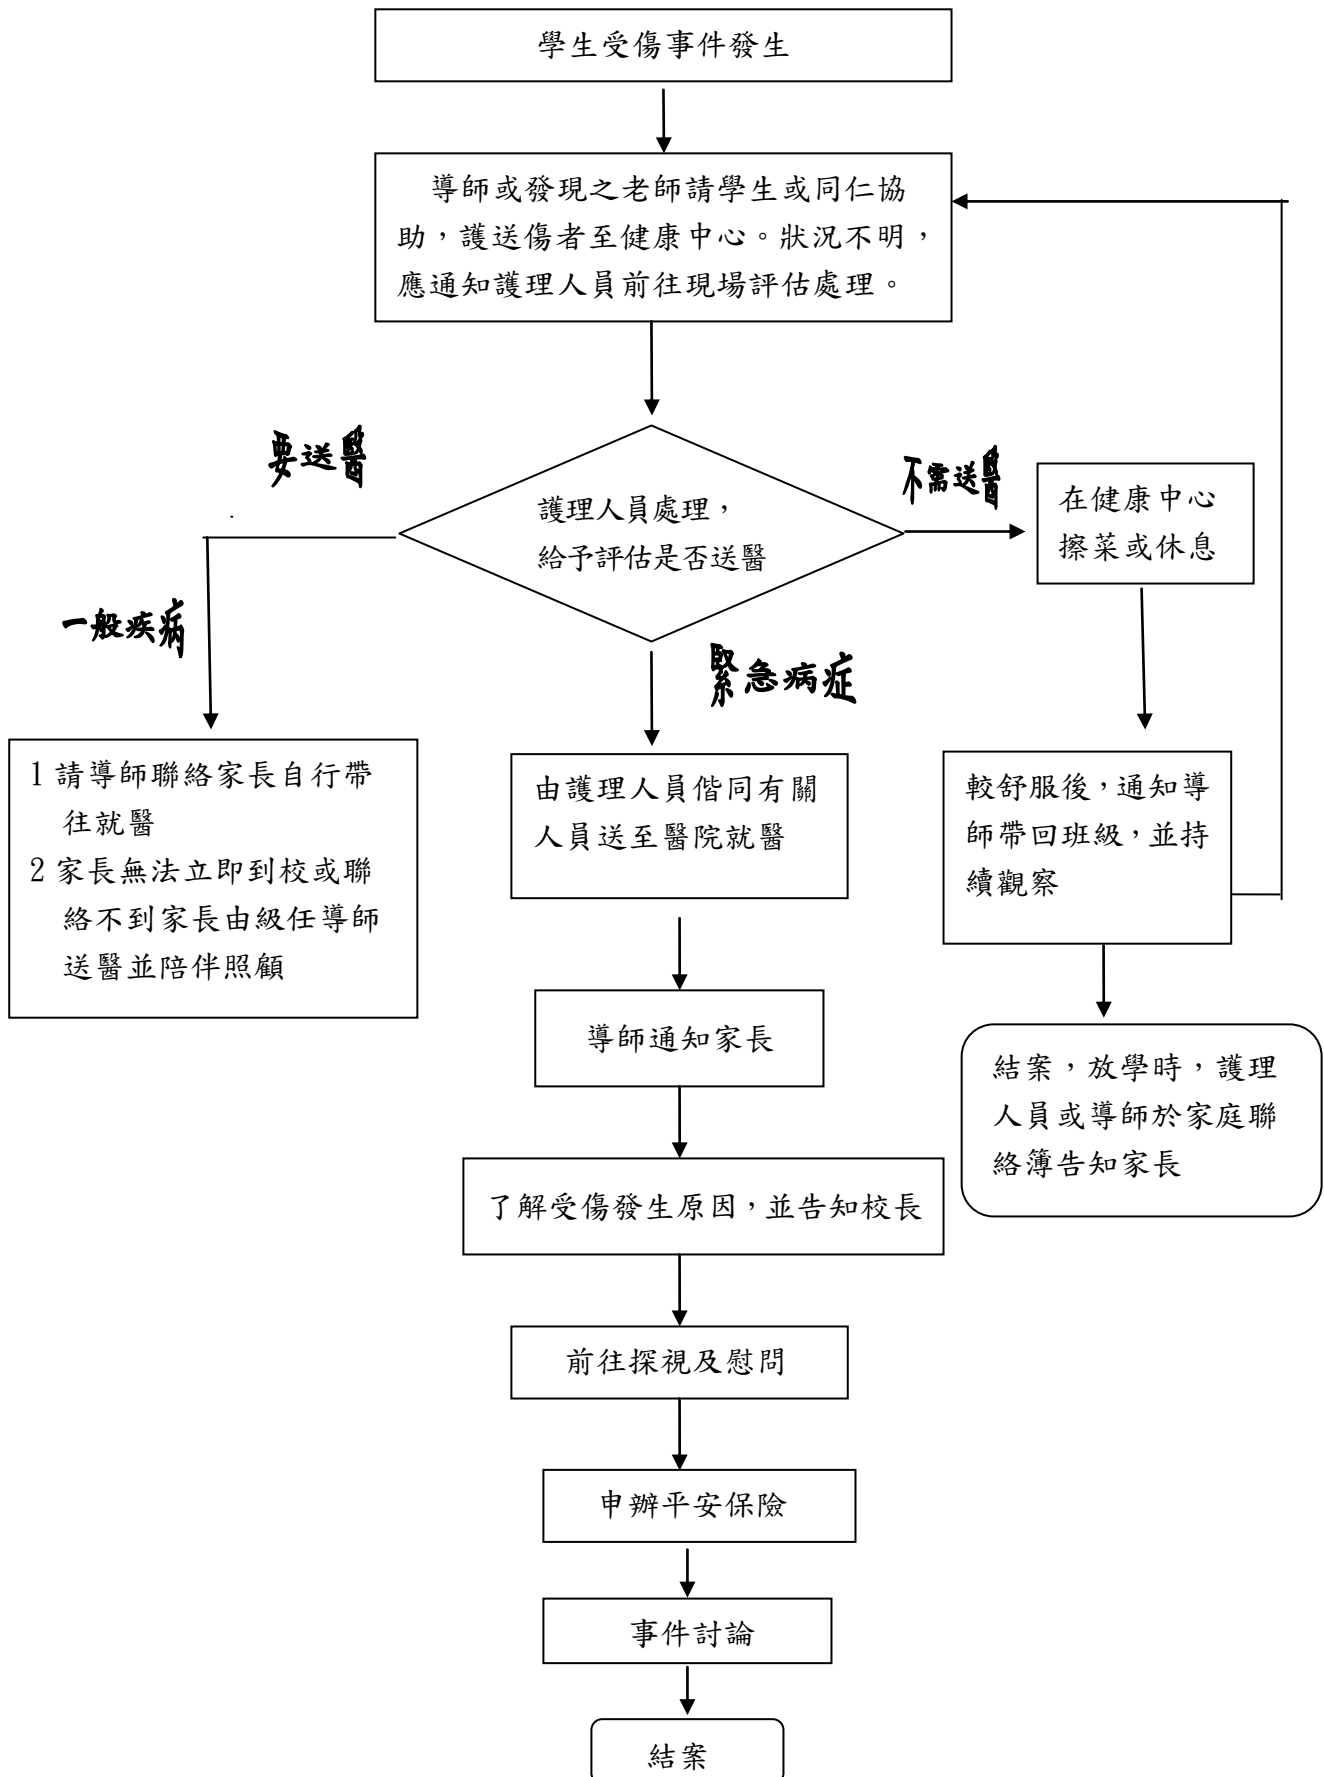 學生受傷事件發生
導師或發現之老師請學生或同仁協
助，護送傷者至健康中心。狀況不明，
應通知護理人員前往現場評估處理。
要送醫
護理人員處理，
給予評估是否送醫
不需送醫
在健康中心
擦菜或休息
一般疾病
緊急病症
1 請導師聯絡家長自行帶
往就醫
2 家長無法立即到校或聯
絡不到家長由級任導師
送醫並陪伴照顧
由護理人員偕同有關
人員送至醫院就醫
較舒服後，通知導
師帶回班級，並持
續觀察
導師通知家長
結案，放學時，護理
人員或導師於家庭聯
絡簿告知家長
了解受傷發生原因，並告知校長
前往探視及慰問
申辦平安保險
事件討論
結案